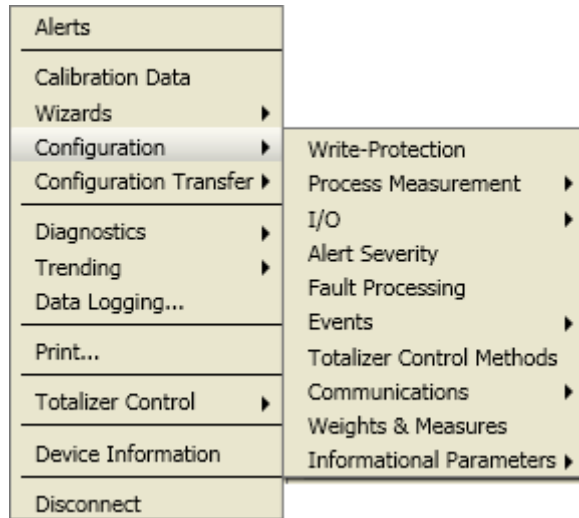 Alerts
Calibration Data
Wizards
Configuration
Configuration Transfer
Diagnostics
Trending
Data Logging...
Print...
Totalizer Control
Device Information
Disconnect
Write-Protection
Process Measurement
I/O
Alert Severity
Fault Processing
Events
Totalizer Control Methods
Communications
Weights & Measures
Informational Parameters